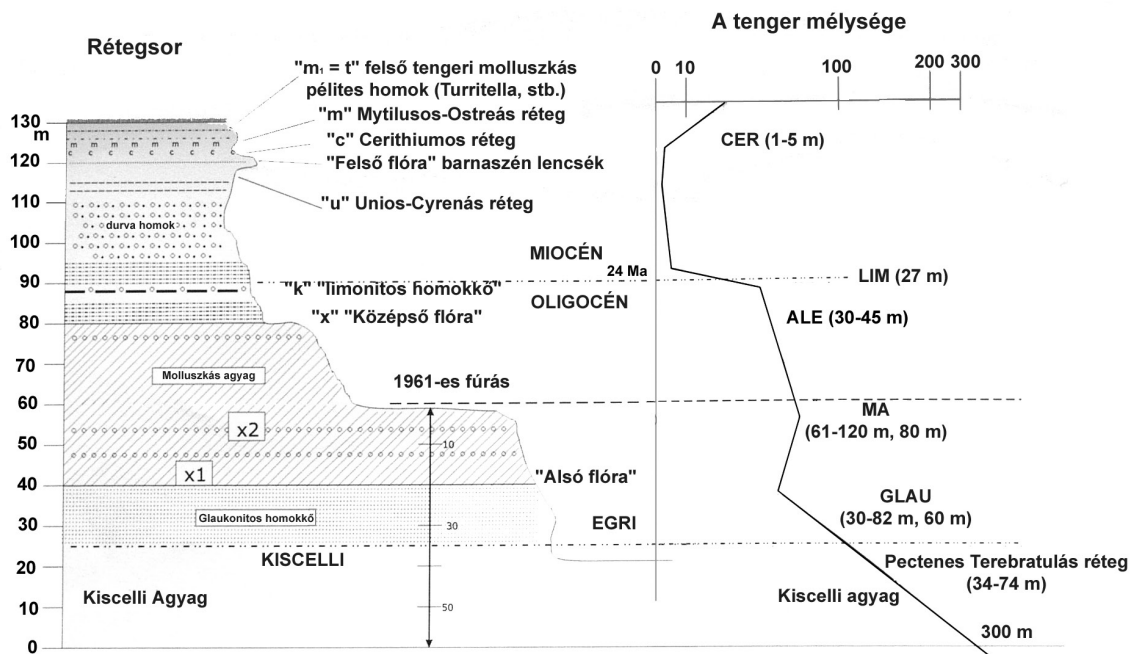 A tenger mélysége
Rétegsor
0 10 100 200 300
"m₁ = t" felső tengeri molluszkás
pélites homok (Turritella, stb.)
"m" Mytilusos-Ostreás réteg
"c" Cerithiumos réteg
"Felső flóra" barnaszén lencsék
"u" Unios-Cyrenás réteg
130
m
120
110
100
90
80
70
60
50
40
30
20
10
0
m m m m m m m
c c c c c c c c
durva homok
CER (1-5 m)
MIOCÉN
24 Ma
LIM (27 m)
"k" "limonitos homokkő"
OLIGOCÉN
"x" "Középső flóra"
ALE (30-45 m)
Molluszkás agyag
1961-es fúrás
MA
(61-120 m, 80 m)
x2
10
x1
"Alsó flóra"
GLAU
(30-82 m, 60 m)
Glaukonitos homokkő
30
EGRI
KISCELLI
Pectenes Terebratulás réteg
(34-74 m)
Kiscelli Agyag
50
Kiscelli agyag
300 m